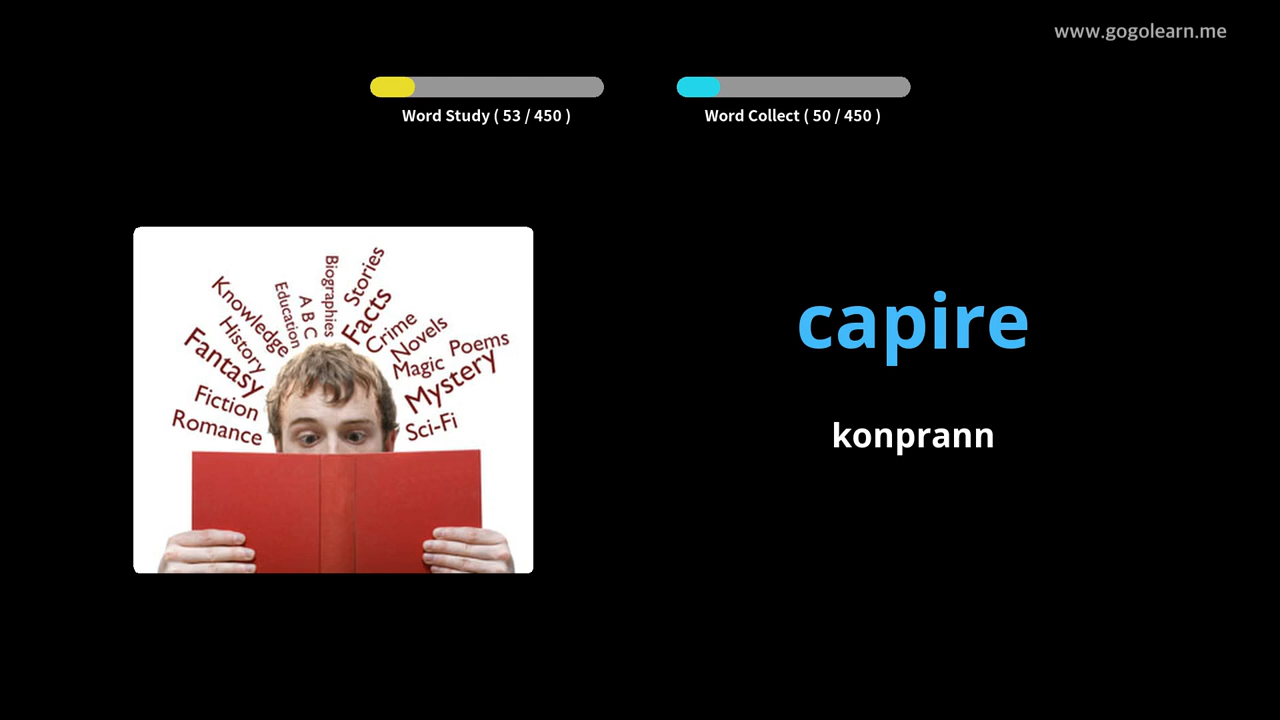 www.gogolearn.me
Word Study ( 53 / 450 )
Word Collect ( 50 / 450 )
Knowledge
History
Fantasy
Fiction
Romance
Education
A B C
Biographies
Stories
Facts
Crime
Novels
Magic
Poems
Mystery
Sci-Fi
capire
konprann